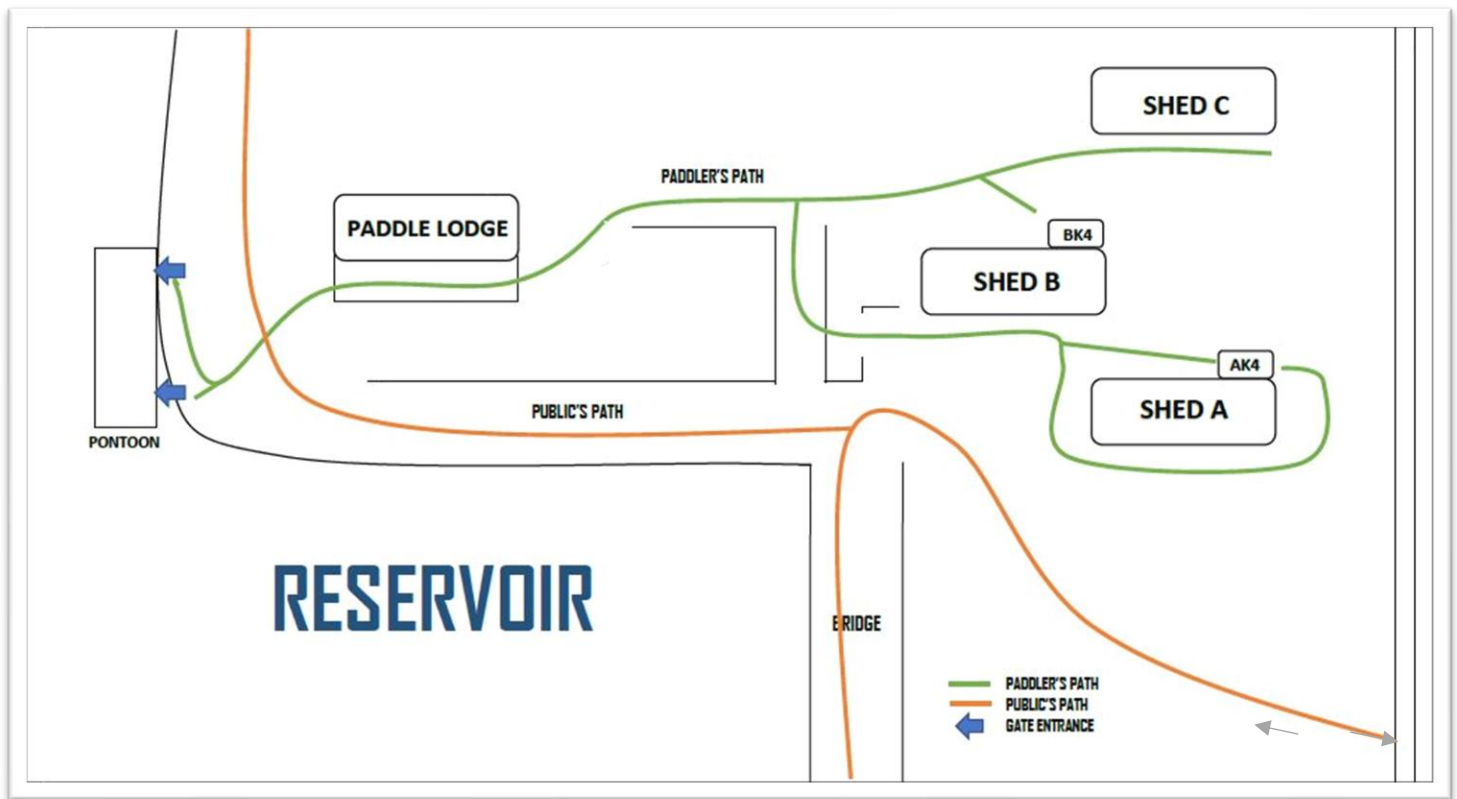 SHED C
PADDLER'S PATH
PADDLE LODGE
BK4
SHED B
AK4
SHED A
PUBLIC'S PATH
PONTOON
RESERVOIR
BRIDGE
PADDLER'S PATH
PUBLIC'S PATH
GATE ENTRANCE